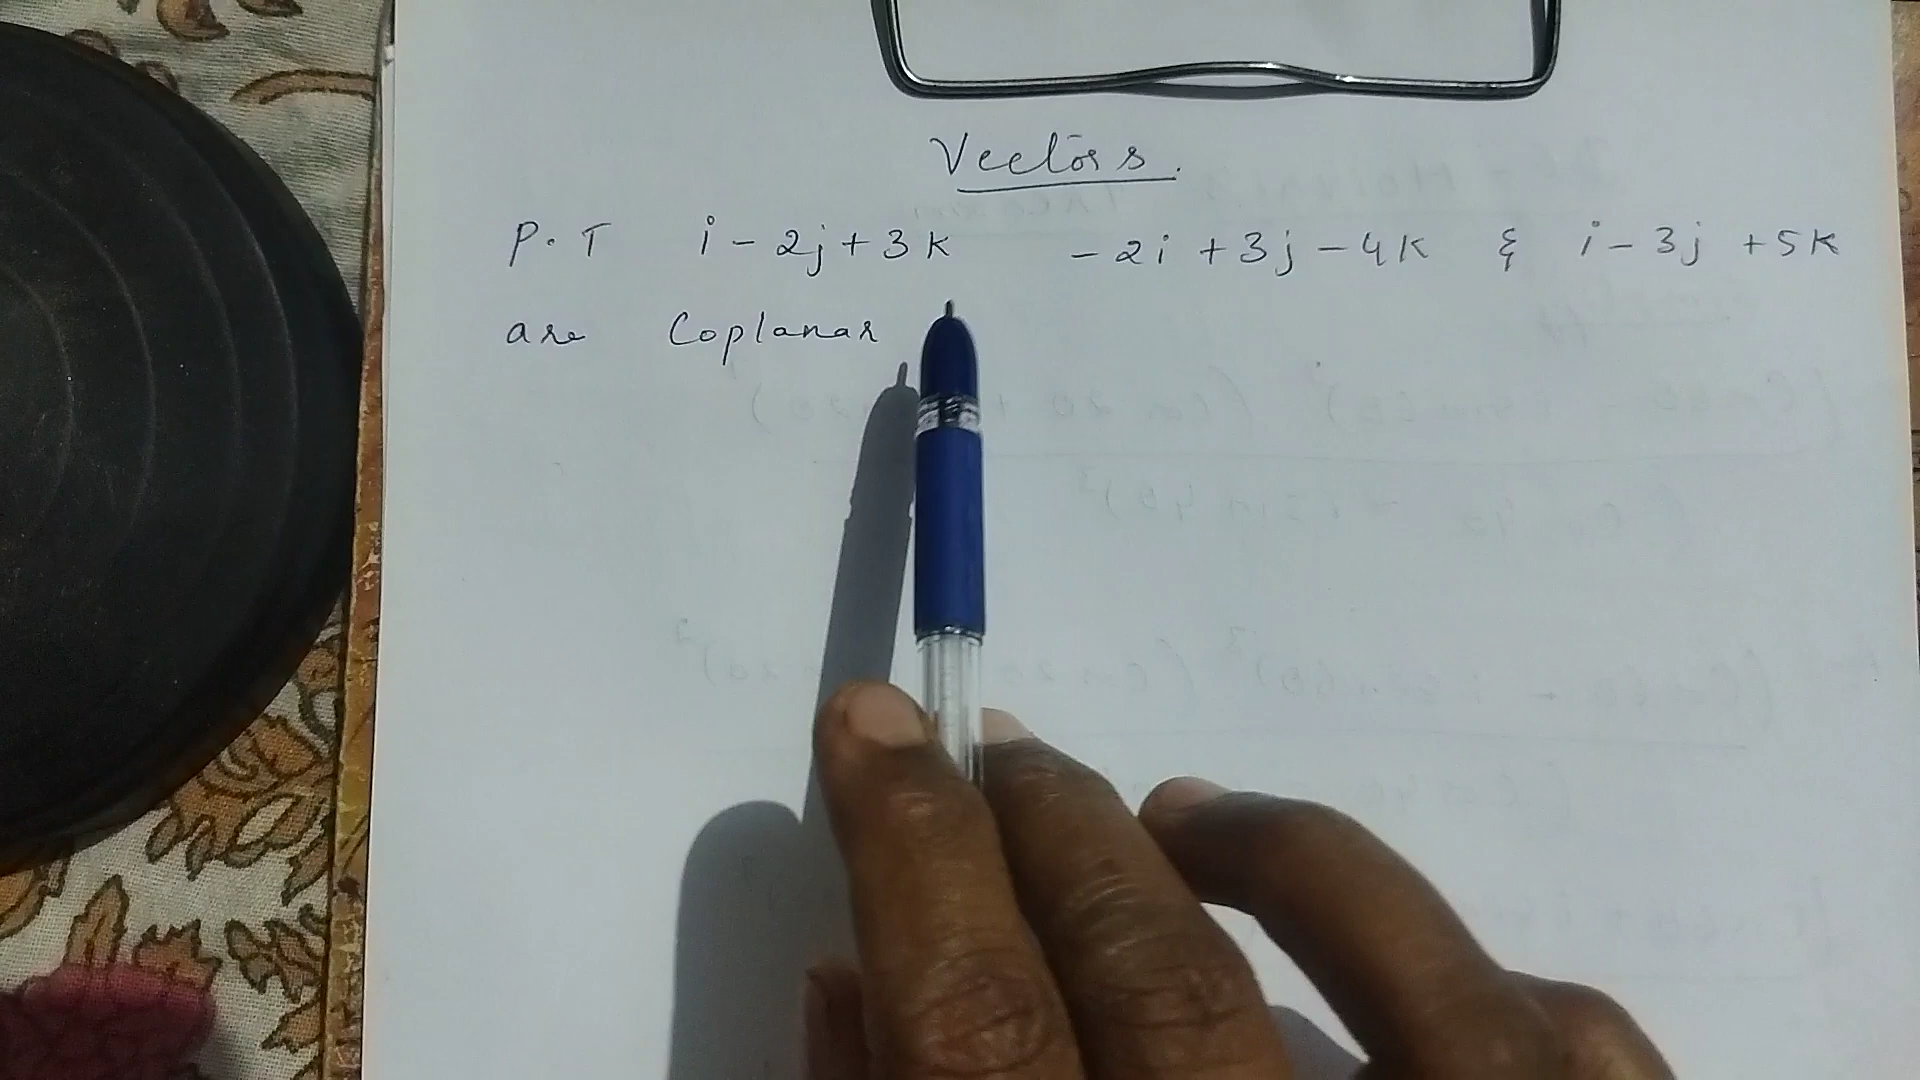 Vectors.
P.T i - 2j + 3k -2i + 3j - 4k & i - 3j + 5k
are Coplanar